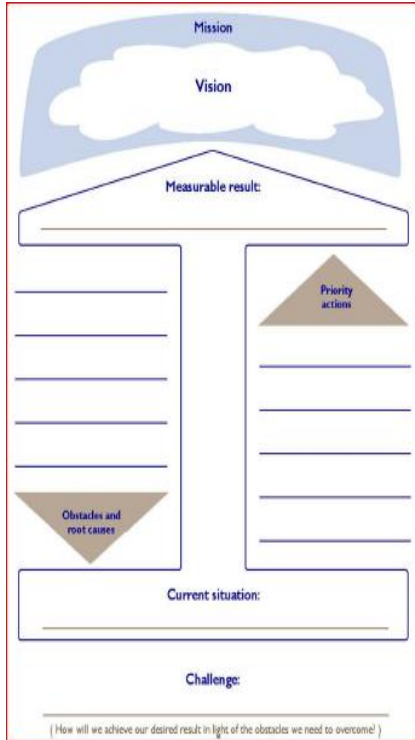 Mission
Vision
Measurable result:
Priority
actions
Obstacles and
root causes
Current situation:
Challenge:
( How will we achieve our desired result in light of the obstacles we need to overcome? )